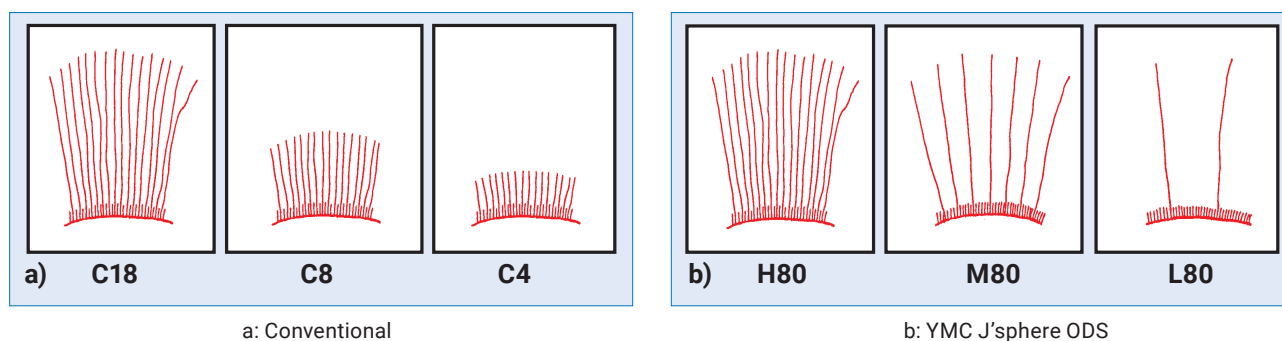 a) C18 C8 C4
b) H80 M80 L80
a: Conventional
b: YMC J'sphere ODS